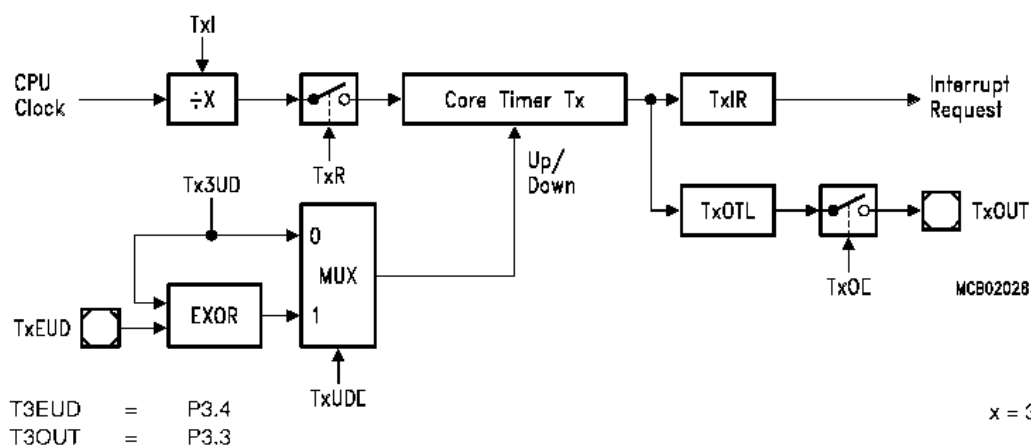 TxI
CPU
Clock
÷X
Core Timer Tx
TxIR
Interrupt
Request
TxR
Up/
Down
Tx3UD
TxOTL
TxOUT
0
MUX
1
EXOR
TxEUD
TxOE
MCB02028
TxUDE
T3EUD = P3.4
x = 3
T3OUT = P3.3